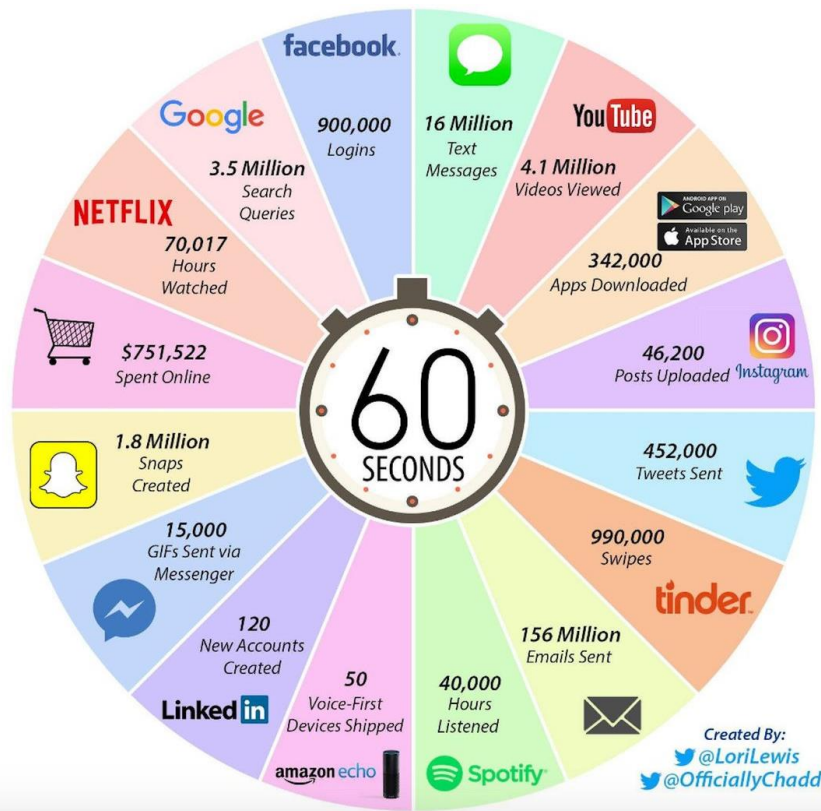 facebook
900,000
Logins
16 Million
Text
Messages
YouTube
4.1 Million
Videos Viewed
ANDROID APP ON
Google play
Available on the
App Store
342,000
Apps Downloaded
46,200
Posts Uploaded
Instagram
452,000
Tweets Sent
990,000
Swipes
tinder
156 Million
Emails Sent
40,000
Hours
Listened
Spotify
50
Voice-First
Devices Shipped
amazon echo
120
New Accounts
Created
Linked in
15,000
GIFs Sent via
Messenger
1.8 Million
Snaps
Created
$751,522
Spent Online
NETFLIX
70,017
Hours
Watched
Google
3.5 Million
Search
Queries
60
SECONDS
Created By:
@LoriLewis
@OfficiallyChadd